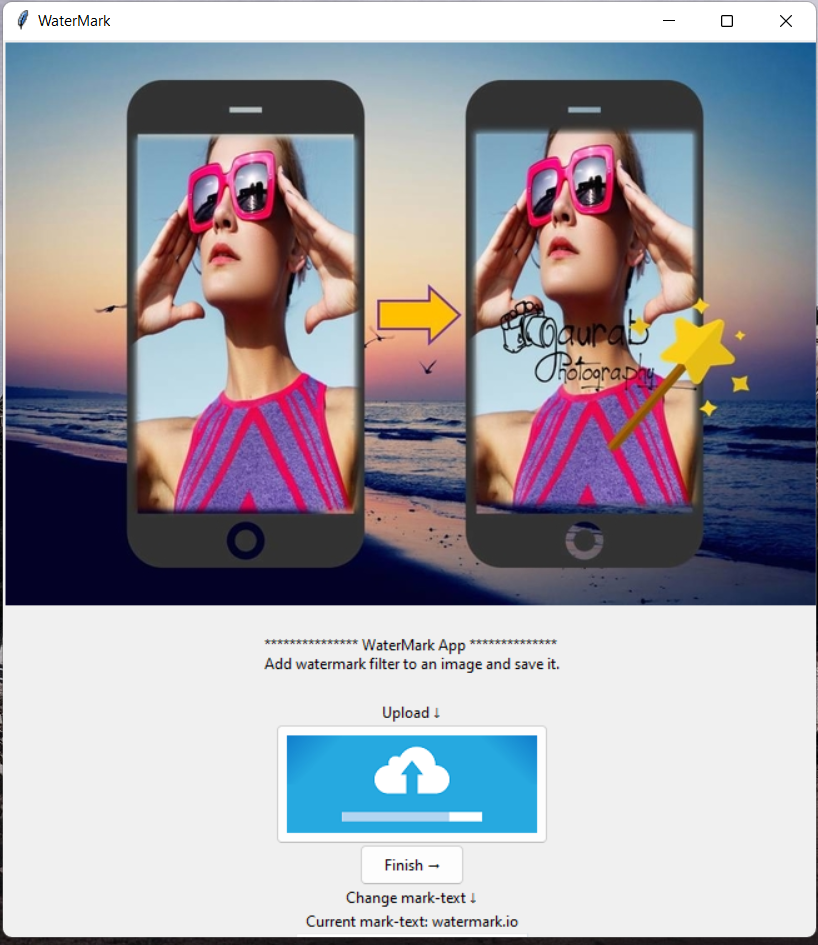 WaterMark
Gaurab
Photography
*************** WaterMark App **************
Add watermark filter to an image and save it.
Upload ↓
Finish →
Change mark-text ↓
Current mark-text: watermark.io